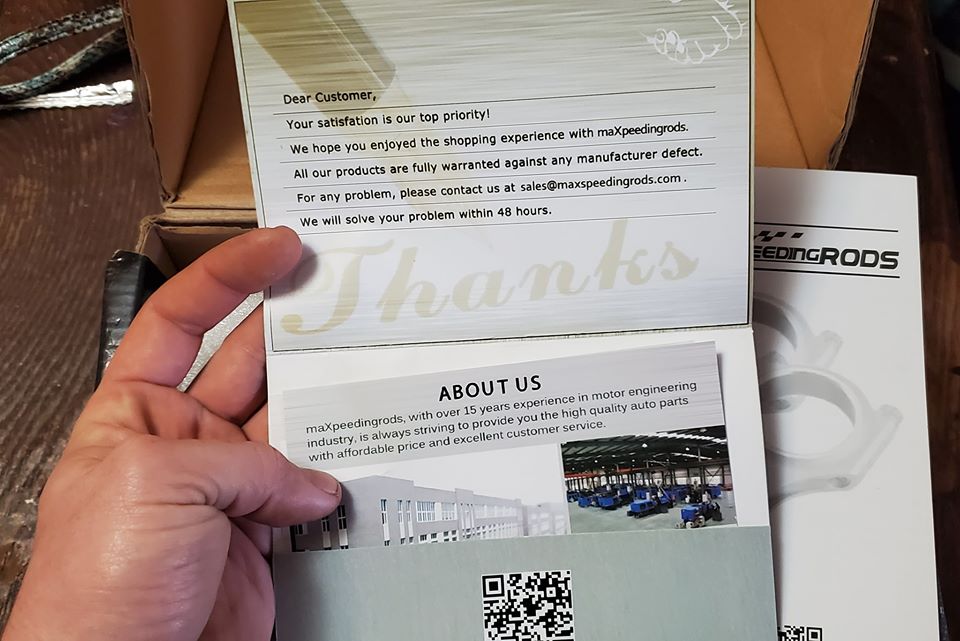 Dear Customer,
Your satisfation is our top priority!
We hope you enjoyed the shopping experience with maXpeedingrods.
All our products are fully warranted against any manufacturer defect.
For any problem, please contact us at sales@maxspeedingrods.com .
We will solve your problem within 48 hours.
Thanks
EEDINGRODS
ABOUT US
maXpeedingrods, with over 15 years experience in motor engineering
industry, is always striving to provide you the high quality auto parts
with affordable price and excellent customer service.